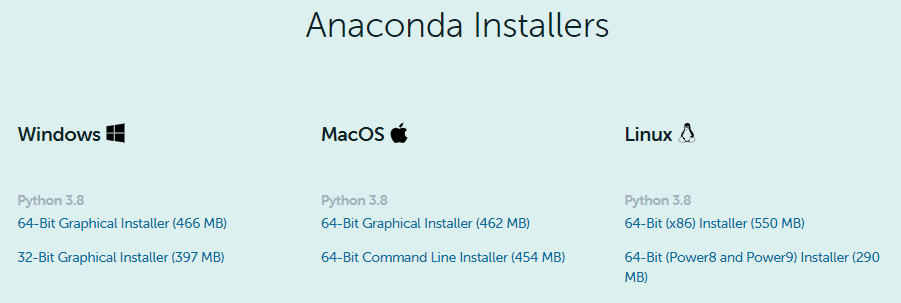 Anaconda Installers
Windows
Python 3.8
64-Bit Graphical Installer (466 MB)
32-Bit Graphical Installer (397 MB)
MacOS
Python 3.8
64-Bit Graphical Installer (462 MB)
64-Bit Command Line Installer (454 MB)
Linux
Python 3.8
64-Bit (x86) Installer (550 MB)
64-Bit (Power8 and Power9) Installer (290
MB)